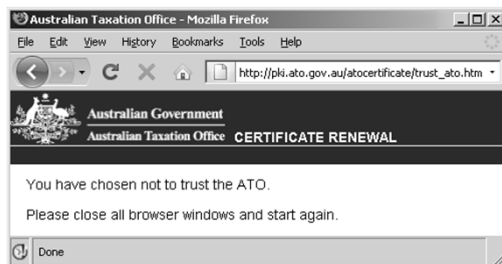 Australian Taxation Office - Mozilla Firefox
File Edit View History Bookmarks Tools Help
http://pki.ato.gov.au/atocertificate/trust_ato.htm
Australian Government
Australian Taxation Office CERTIFICATE RENEWAL
You have chosen not to trust the ATO.
Please close all browser windows and start again.
Done